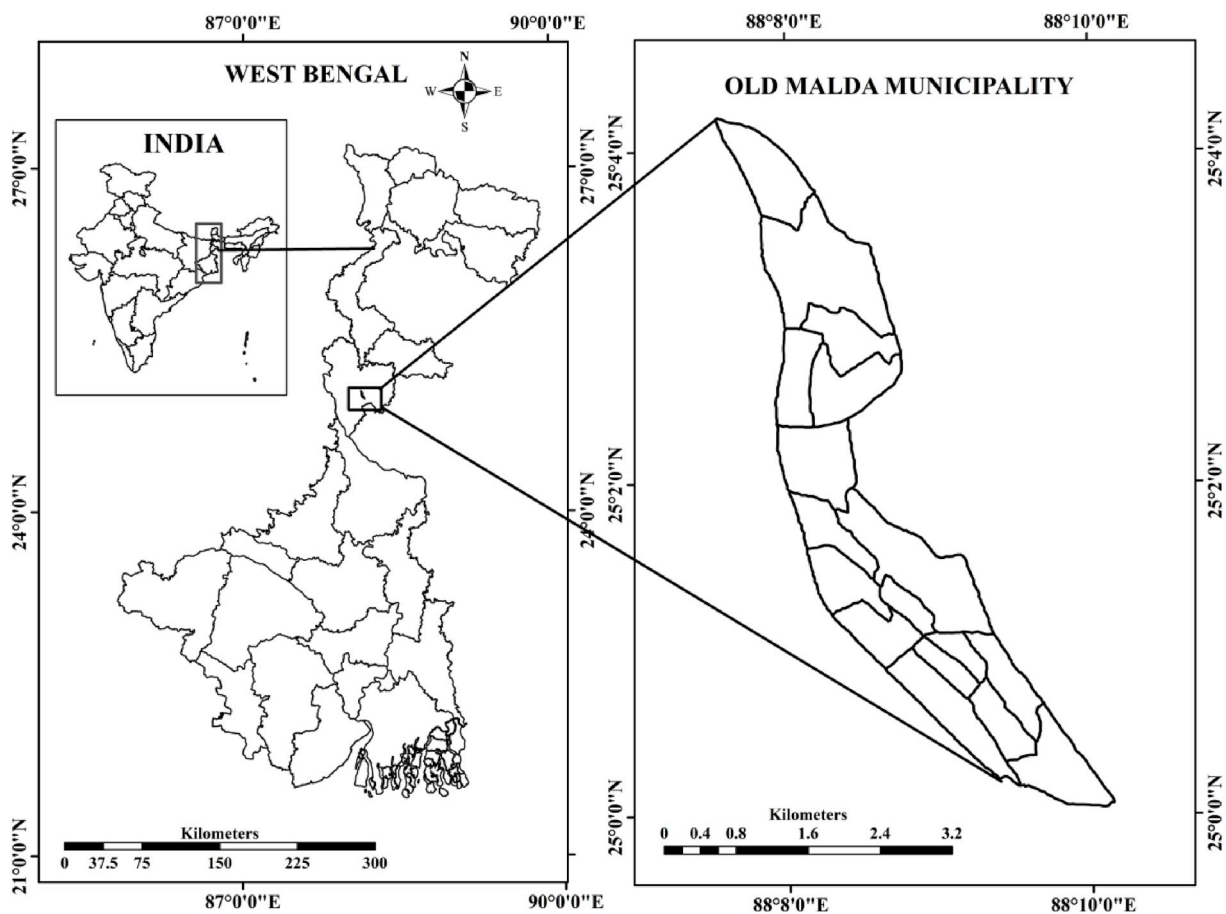 87°0'0"E
90°0'0"E
88°8'0"E
88°10'0"E
WEST BENGAL
N
W
E
S
OLD MALDA MUNICIPALITY
INDIA
27°0'0"N
27°0'0"N
25°4'0"N
25°4'0"N
24°0'0"N
24°0'0"N
25°2'0"N
25°2'0"N
21°0'0"N
25°0'0"N
25°0'0"N
Kilometers
0 37.5 75 150 225 300
Kilometers
0 0.4 0.8 1.6 2.4 3.2
87°0'0"E
90°0'0"E
88°8'0"E
88°10'0"E